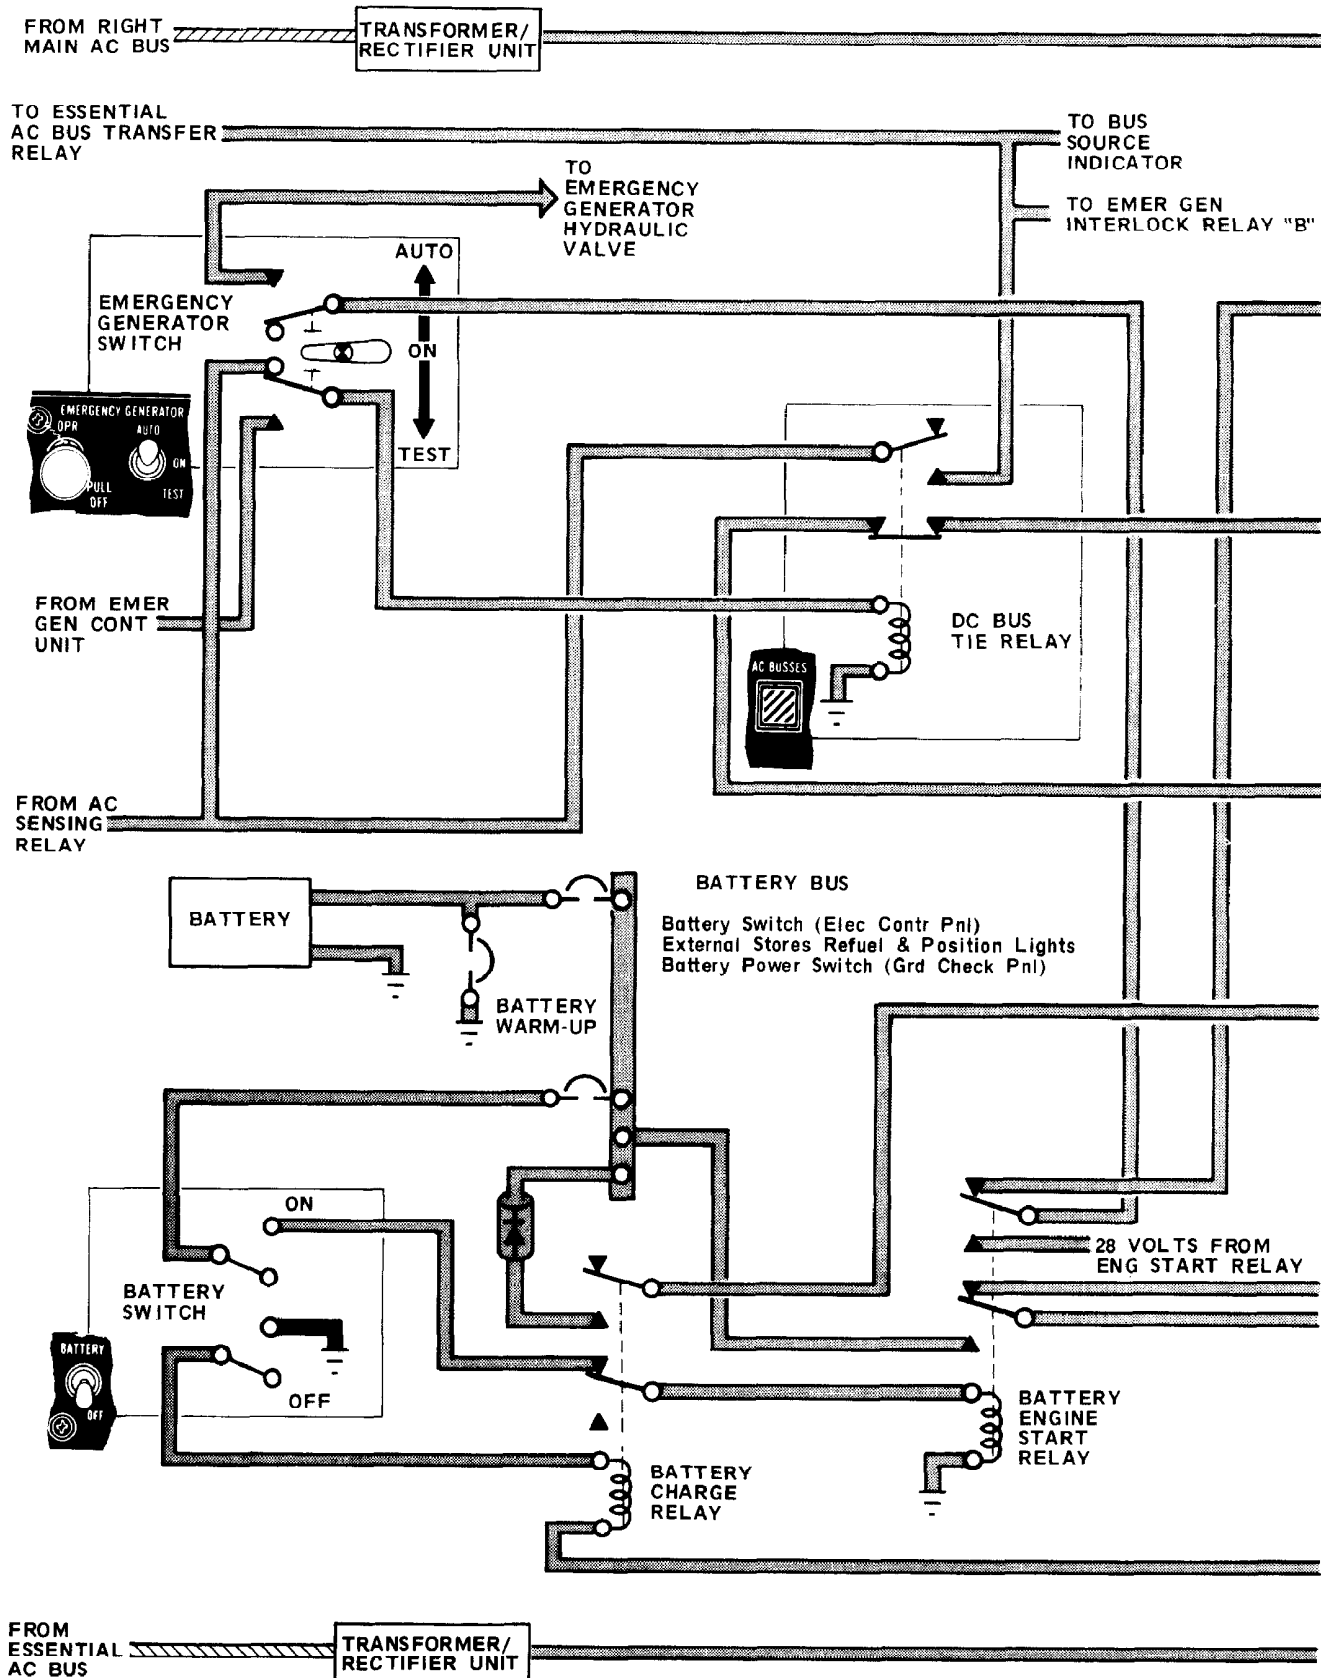 FROM RIGHT
MAIN AC BUS
TRANSFORMER/
RECTIFIER UNIT
TO ESSENTIAL
AC BUS TRANSFER
RELAY
TO BUS
SOURCE
INDICATOR
TO
EMERGENCY
GENERATOR
HYDRAULIC
VALVE
TO EMER GEN
INTERLOCK RELAY "B"
AUTO
EMERGENCY
GENERATOR
SWITCH
ON
TEST
EMERGENCY GENERATOR
OPR
AUTO
ON
PULL
OFF
TEST
FROM EMER
GEN CONT
UNIT
DC BUS
TIE RELAY
AC BUSSES
FROM AC
SENSING
RELAY
BATTERY
BATTERY BUS
Battery Switch (Elec Contr Pnl)
External Stores Refuel & Position Lights
Battery Power Switch (Grd Check Pnl)
BATTERY
WARM-UP
ON
BATTERY
SWITCH
OFF
BATTERY
OFF
28 VOLTS FROM
ENG START RELAY
BATTERY
ENGINE
START
RELAY
BATTERY
CHARGE
RELAY
FROM
ESSENTIAL
AC BUS
TRANSFORMER/
RECTIFIER UNIT